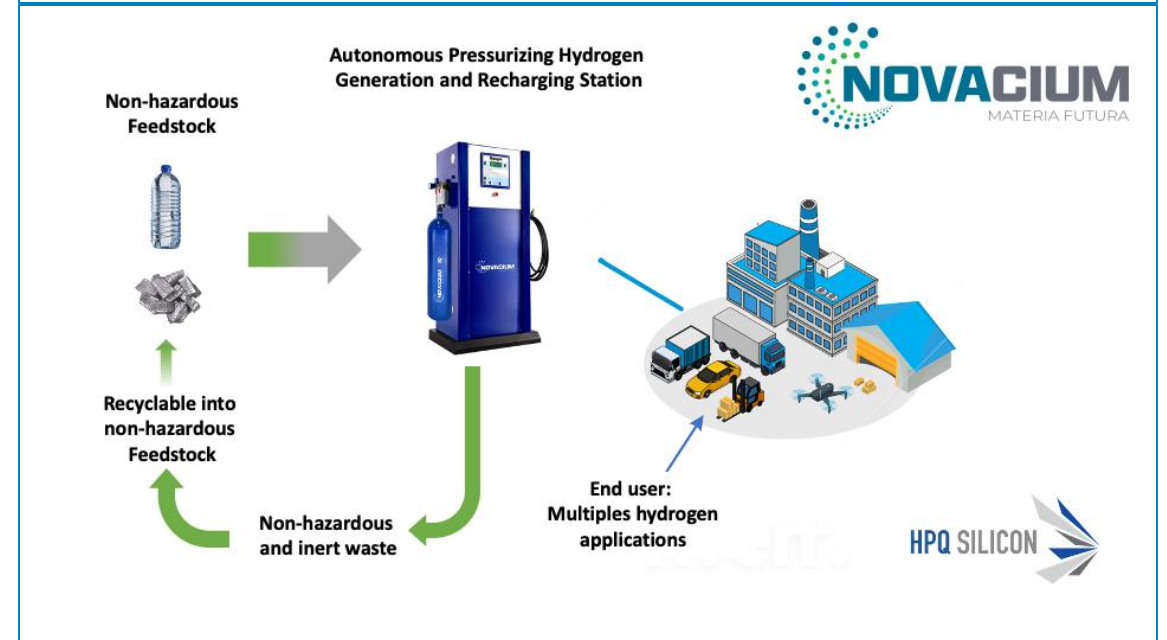 Autonomous Pressurizing Hydrogen
Generation and Recharging Station
NOVACIUM
MATERIA FUTURA
Non-hazardous
Feedstock
NOVACIUM
NOVACIUM
Recyclable into
non-hazardous
Feedstock
Non-hazardous
and inert waste
End user:
Multiples hydrogen
applications
HPQ SILICON